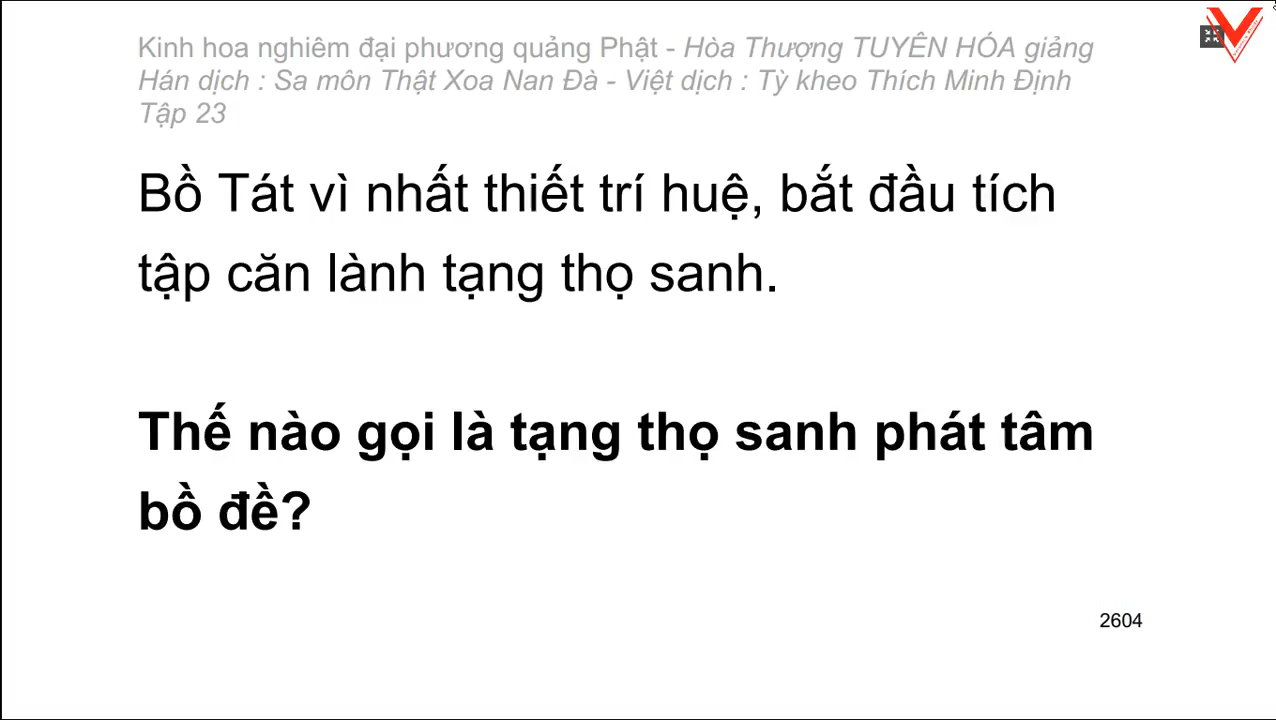 Kinh hoa nghiêm đại phương quảng Phật - Hòa Thượng TUYÊN HÓA giảng
Hán dịch : Sa môn Thật Xoa Nan Đà - Việt dịch : Tỳ kheo Thích Minh Định
Tập 23
Bồ Tát vì nhất thiết trí huệ, bắt đầu tích
tập căn lành tạng thọ sanh.
Thế nào gọi là tạng thọ sanh phát tâm
bồ đề?
2604